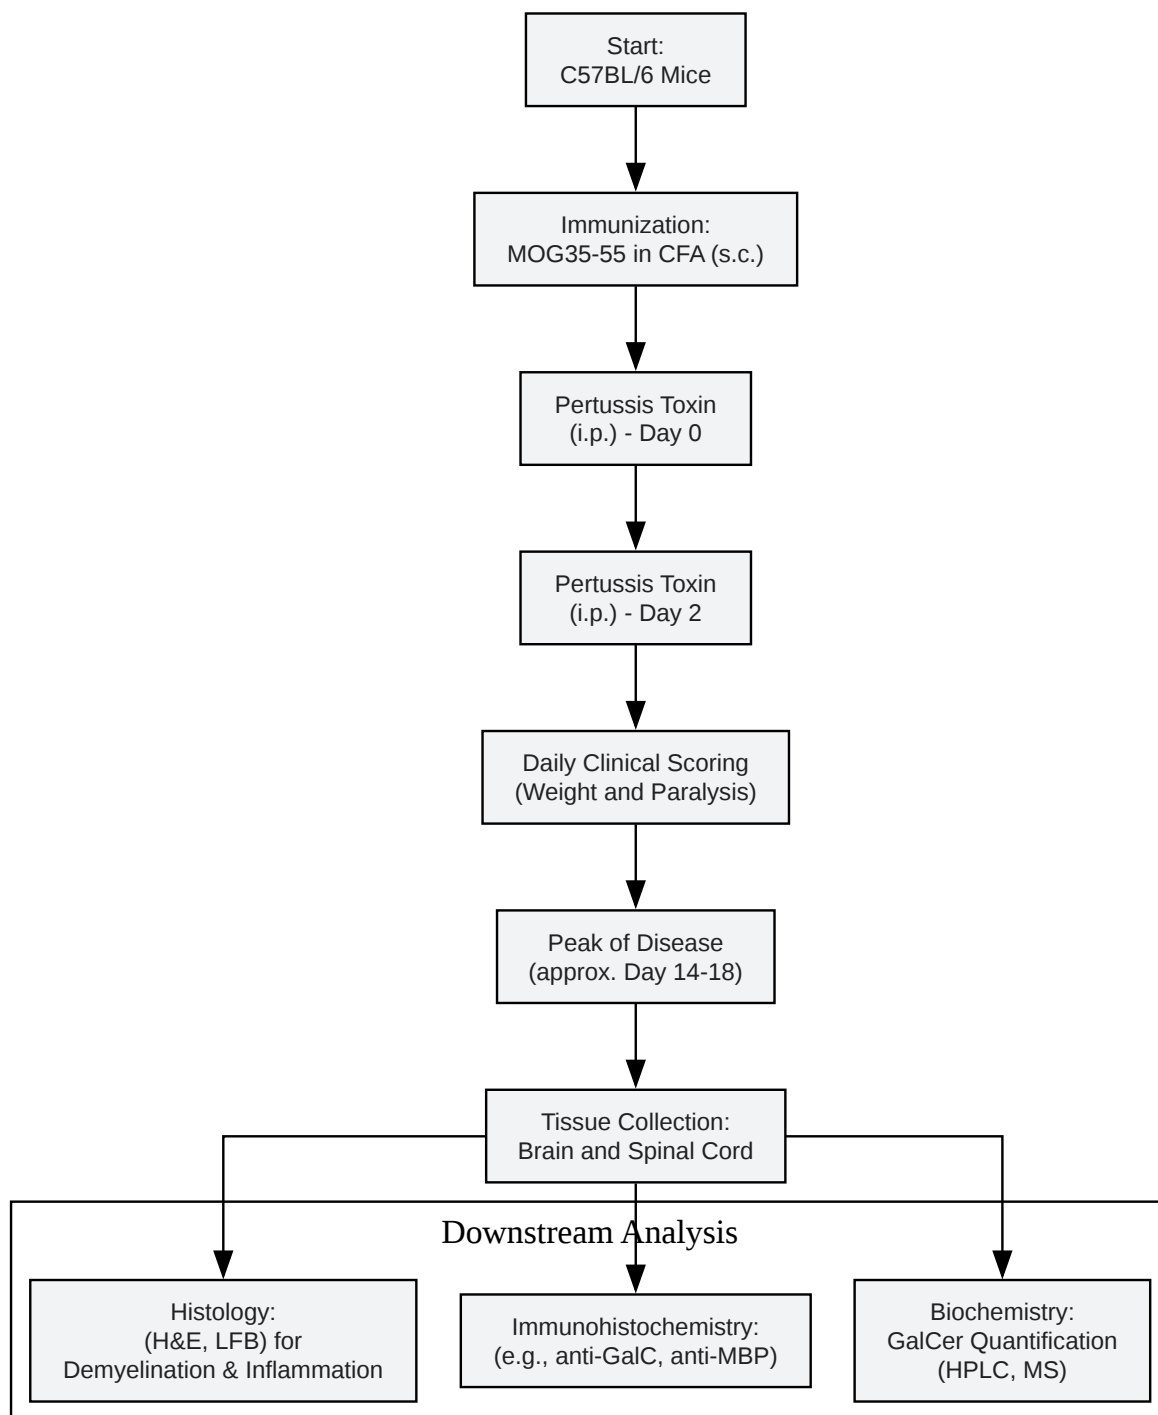 Start:
C57BL/6 Mice
Immunization:
MOG35-55 in CFA (s.c.)
Pertussis Toxin
(i.p.) - Day 0
Pertussis Toxin
(i.p.) - Day 2
Daily Clinical Scoring
(Weight and Paralysis)
Peak of Disease
(approx. Day 14-18)
Tissue Collection:
Brain and Spinal Cord
Downstream Analysis
Histology:
(H&E, LFB) for
Demyelination & Inflammation
Immunohistochemistry:
(e.g., anti-GalC, anti-MBP)
Biochemistry:
GalCer Quantification
(HPLC, MS)